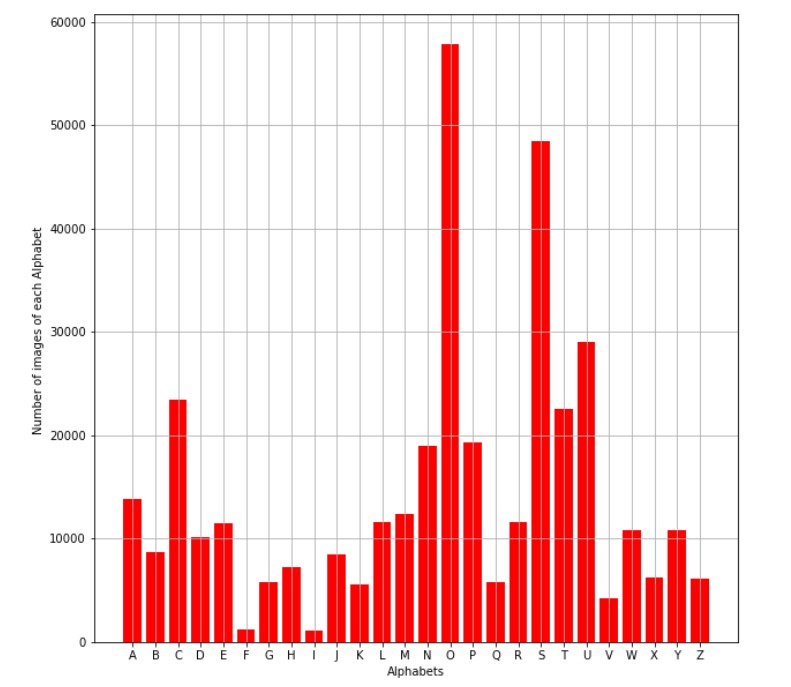 60000
50000
40000
30000
20000
10000
0
Number of images of each Alphabet
A B C D E F G H I J K L M N O P Q R S T U V W X Y Z
Alphabets